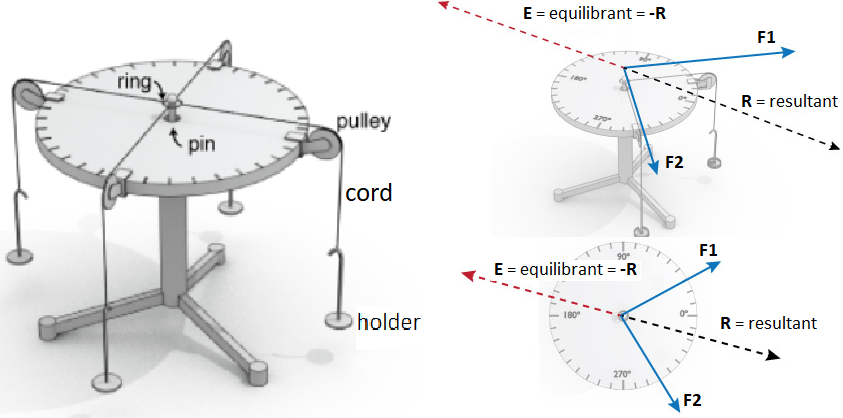 ring
pin
pulley
cord
holder
E = equilibrant = -R
F1
90°
180°
0°
R = resultant
270°
F2
F1
90°
E = equilibrant = -R
180°
0°
R = resultant
270°
F2